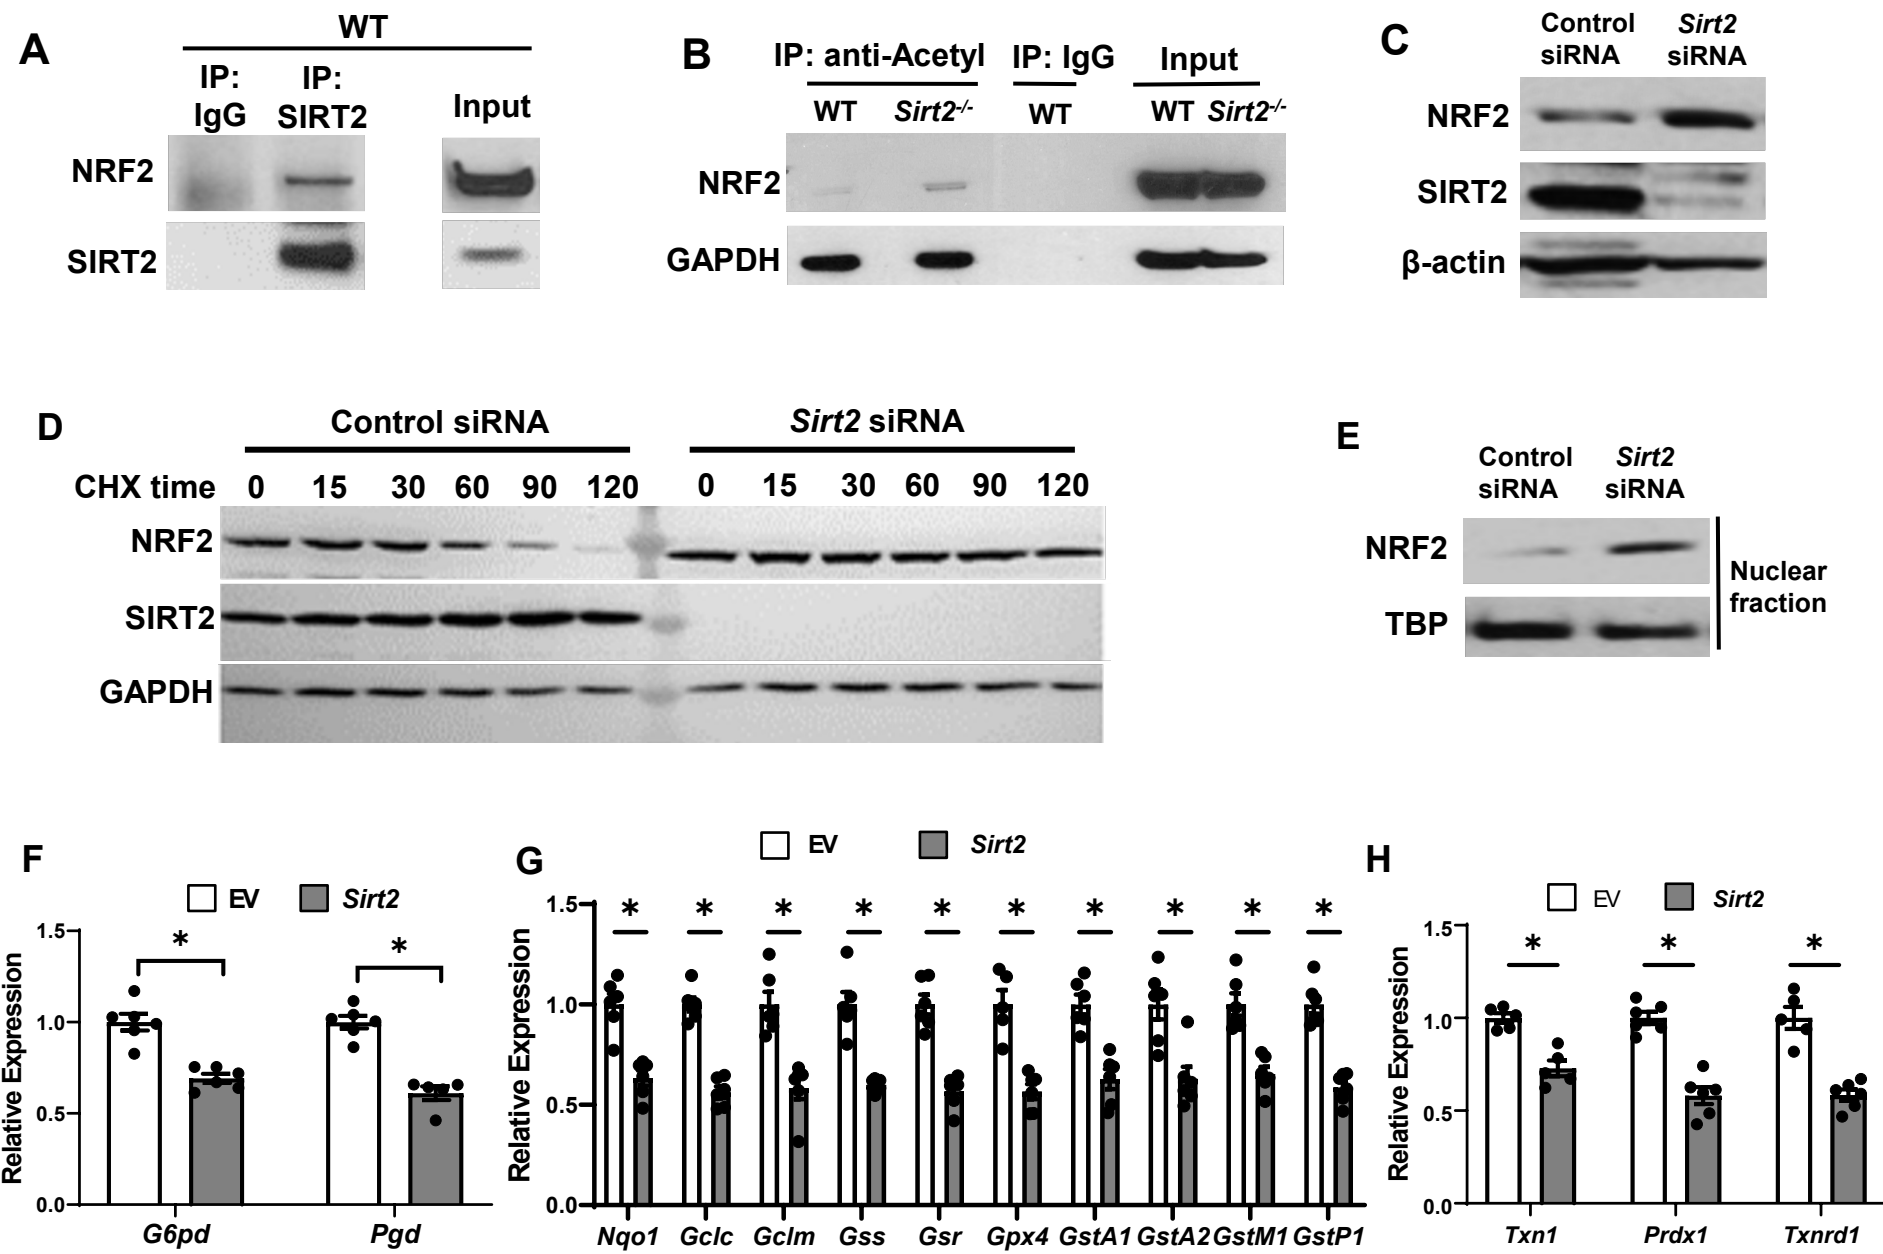 A
WT
IP: IgG
IP: SIRT2
Input
NRF2
SIRT2
B
IP: anti-Acetyl
IP: IgG
Input
WT
Sirt2-/-
WT
WT
Sirt2-/-
NRF2
GAPDH
C
Control siRNA
Sirt2 siRNA
NRF2
SIRT2
β-actin
D
Control siRNA
Sirt2 siRNA
CHX time 0 15 30 60 90 120 0 15 30 60 90 120
NRF2
SIRT2
GAPDH
E
Control siRNA
Sirt2 siRNA
NRF2
TBP
Nuclear fraction
F
EV
Sirt2
Relative Expression
1.5
1.0
0.5
0.0
*
*
G6pd
Pgd
G
EV
Sirt2
Relative Expression
1.5
1.0
0.5
0.0
* * * * * * * * * *
Nqo1 Gclc Gclm Gss Gsr Gpx4 GstA1 GstA2 GstM1 GstP1
H
EV
Sirt2
Relative Expression
1.5
1.0
0.5
0.0
* * *
Txn1 Prdx1 Txnrd1